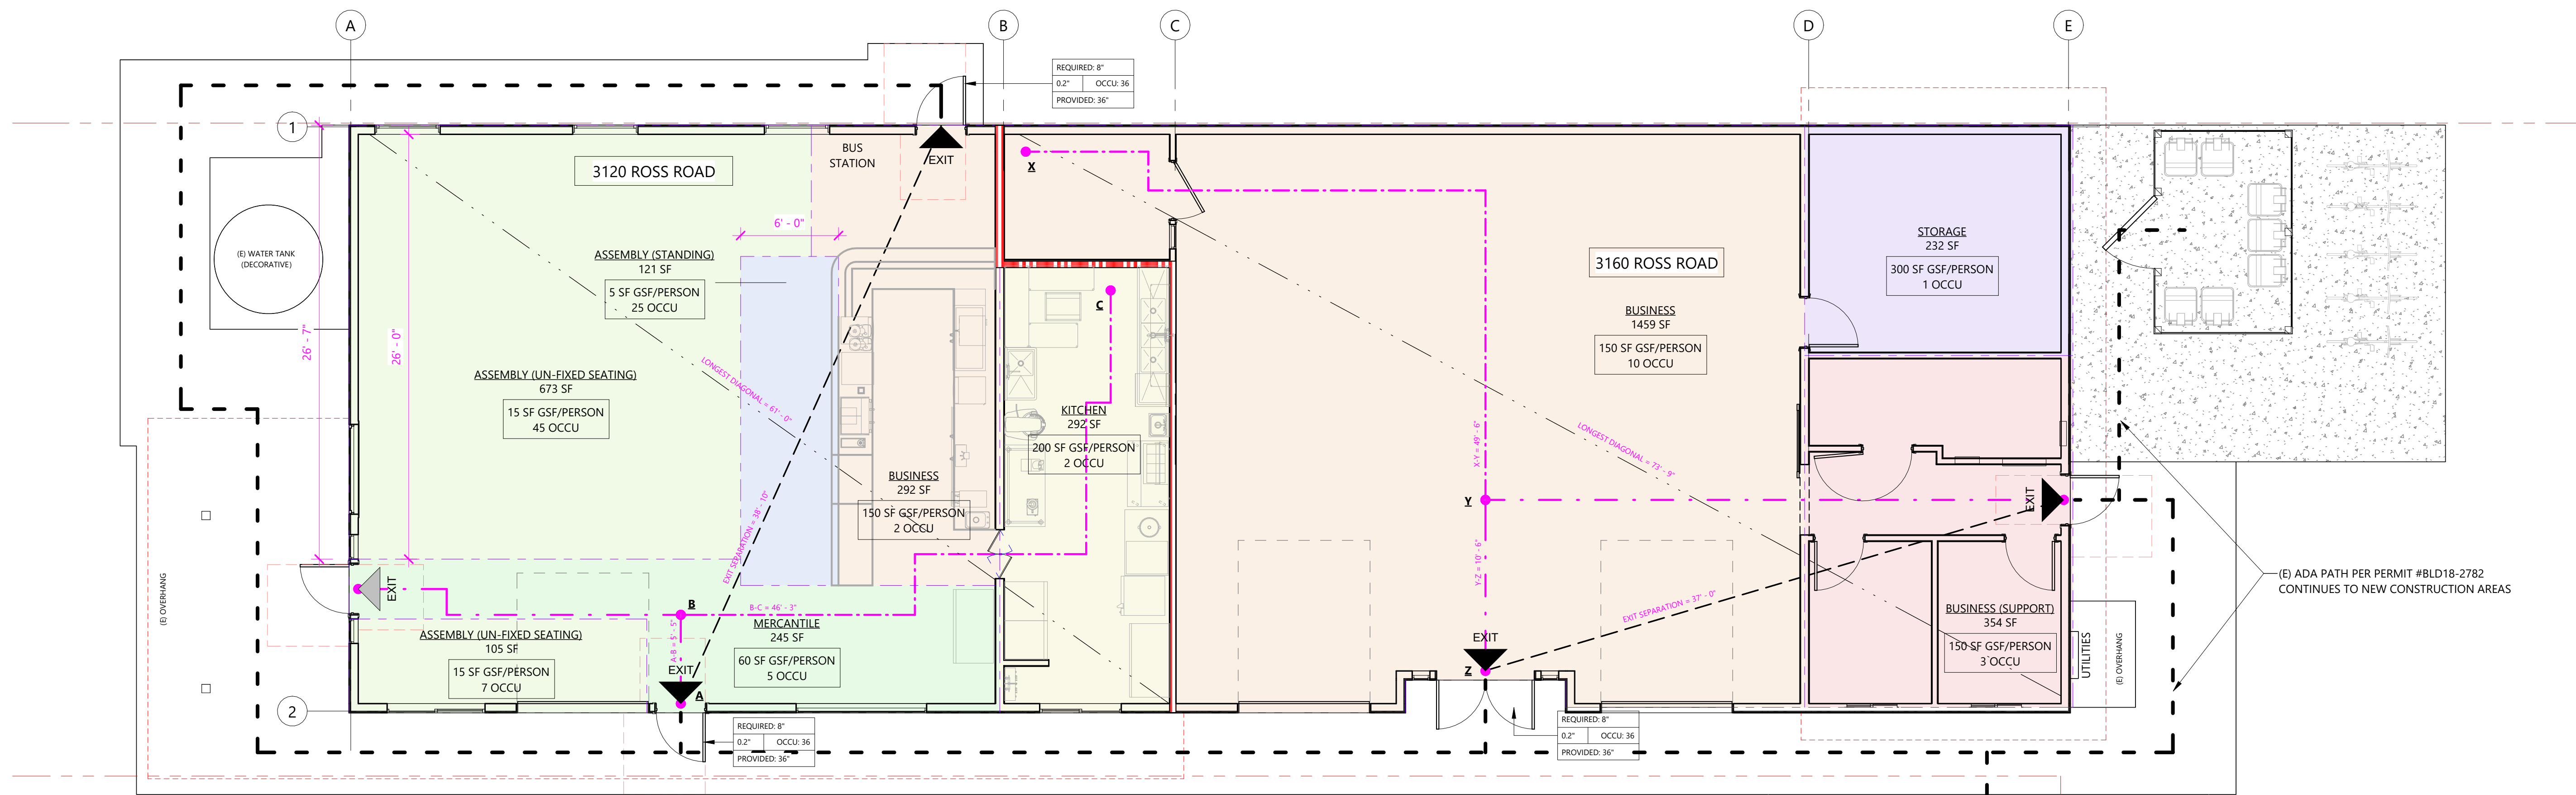 A
B
C
D
E
REQUIRED: 8"
0.2"
OCCU: 36
PROVIDED: 36"
1
EXIT
BUS
STATION
3120 ROSS ROAD
X
6' - 0"
(E) WATER TANK
(DECORATIVE)
ASSEMBLY (STANDING)
121 SF
5 SF GSF/PERSON
25 OCCU
3160 ROSS ROAD
STORAGE
232 SF
300 SF GSF/PERSON
1 OCCU
C
BUSINESS
1459 SF
150 SF GSF/PERSON
10 OCCU
26' - 7"
26' - 0"
LONGEST DIAGONAL = 61' - 0"
ASSEMBLY (UN-FIXED SEATING)
673 SF
15 SF GSF/PERSON
45 OCCU
KITCHEN
292 SF
200 SF GSF/PERSON
2 OCCU
LONGEST DIAGONAL = 73' - 9"
X-Y = 49' - 6"
BUSINESS
292 SF
150 SF GSF/PERSON
2 OCCU
Y
EXIT
EXIT SEPARATION = 38' - 10"
Y-Z = 10' - 6"
(E) OVERHANG
EXIT
B
B-C = 46' - 3"
A-B = 5' - 5"
EXIT SEPARATION = 37' - 0"
(E) ADA PATH PER PERMIT #BLD18-2782
CONTINUES TO NEW CONSTRUCTION AREAS
MERCANTILE
245 SF
60 SF GSF/PERSON
5 OCCU
ASSEMBLY (UN-FIXED SEATING)
105 SF
15 SF GSF/PERSON
7 OCCU
BUSINESS (SUPPORT)
354 SF
150 SF GSF/PERSON
3 OCCU
UTILITIES
(E) OVERHANG
EXIT
A
EXIT
Z
2
REQUIRED: 8"
0.2"
OCCU: 36
PROVIDED: 36"
REQUIRED: 8"
0.2"
OCCU: 36
PROVIDED: 36"